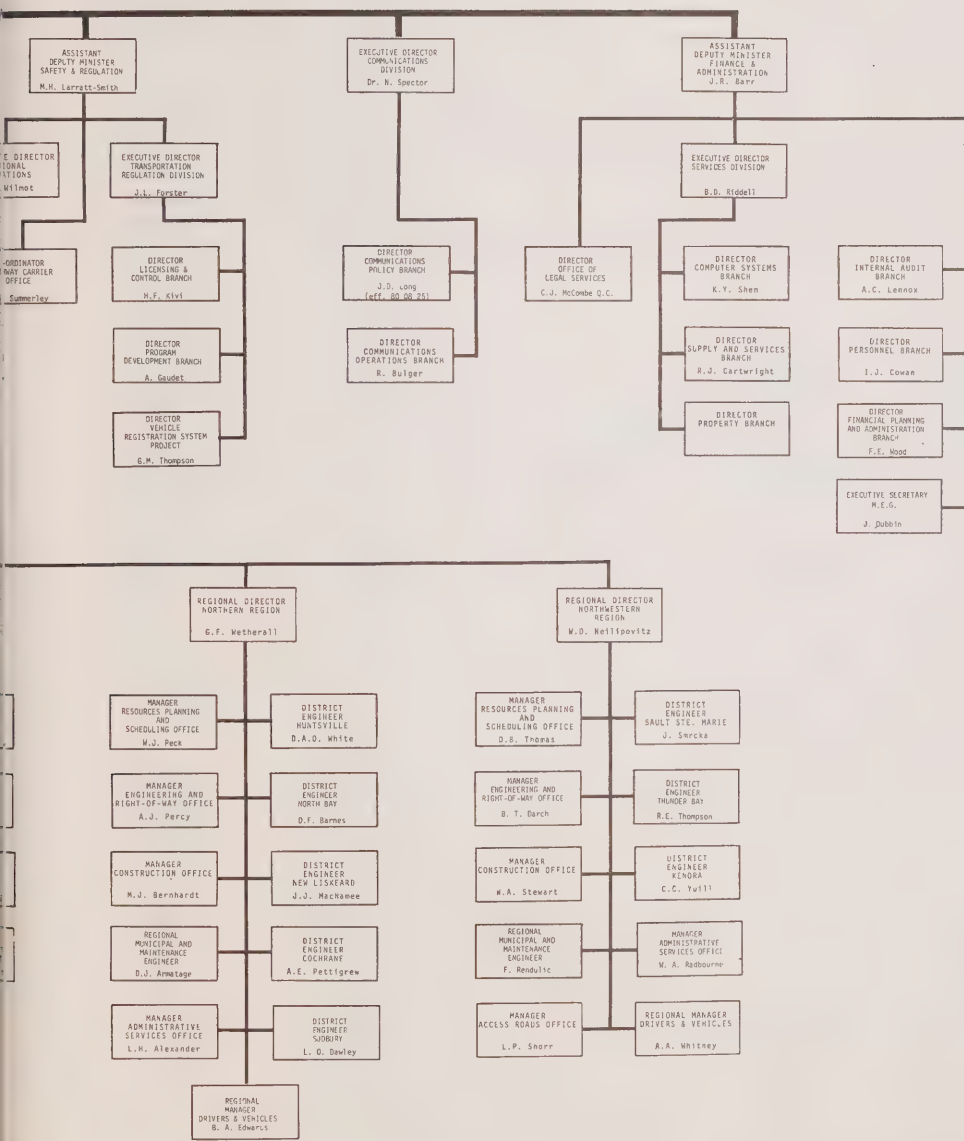 ASSISTANT
DEPUTY MINISTER
SAFETY & REGULATION
M.H. Larratt-Smith
EXECUTIVE DIRECTOR
COMMUNICATIONS
DIVISION
Dr. N. Spector
ASSISTANT
DEPUTY MINISTER
FINANCE &
ADMINISTRATION
J.R. Barr
E DIRECTOR
IONAL
ATIONS
Wilmot
EXECUTIVE DIRECTOR
TRANSPORTATION
REGULATION DIVISION
J.L. Forster
EXECUTIVE DIRECTOR
SERVICES DIVISION
B.D. Riddell
-ORDINATOR
WAY CARRIER
OFFICE
Summerley
DIRECTOR
LICENSING &
CONTROL BRANCH
H.F. Kivi
DIRECTOR
COMMUNICATIONS
POLICY BRANCH
J.D. Long
(eff. 80 08 25)
DIRECTOR
OFFICE OF
LEGAL SERVICES
C.J. McCombe Q.C.
DIRECTOR
COMPUTER SYSTEMS
BRANCH
K.Y. Shen
DIRECTOR
INTERNAL AUDIT
BRANCH
A.C. Lennox
DIRECTOR
PROGRAM
DEVELOPMENT BRANCH
A. Gaudet
DIRECTOR
COMMUNICATIONS
OPERATIONS BRANCH
R. Bulger
DIRECTOR
SUPPLY AND SERVICES
BRANCH
R.J. Cartwright
DIRECTOR
PERSONNEL BRANCH
I.J. Cowan
DIRECTOR
VEHICLE
REGISTRATION SYSTEM
PROJECT
G.M. Thompson
DIRECTOR
PROPERTY BRANCH
DIRECTOR
FINANCIAL PLANNING
AND ADMINISTRATION
BRANCH
F.E. Wood
EXECUTIVE SECRETARY
M.E.G.
J. Dubbin
REGIONAL DIRECTOR
NORTHERN REGION
G.F. Wetherall
REGIONAL DIRECTOR
NORTHWESTERN
REGION
W.D. Neilipovitz
MANAGER
RESOURCES PLANNING
AND
SCHEDULING OFFICE
W.J. Peck
DISTRICT
ENGINEER
HUNTSVILLE
D.A.O. White
MANAGER
RESOURCES PLANNING
AND
SCHEDULING OFFICE
D.B. Thomas
DISTRICT
ENGINEER
SAULT STE. MARIE
J. Smrcka
MANAGER
ENGINEERING AND
RIGHT-OF-WAY OFFICE
A.J. Percy
DISTRICT
ENGINEER
NORTH BAY
D.F. Barnes
MANAGER
ENGINEERING AND
RIGHT-OF-WAY OFFICE
B. T. Darch
DISTRICT
ENGINEER
THUNDER BAY
R.E. Thompson
MANAGER
CONSTRUCTION OFFICE
M.J. Bernhardt
DISTRICT
ENGINEER
NEW LISKEARD
J.J. MacNamee
MANAGER
CONSTRUCTION OFFICE
W.A. Stewart
DISTRICT
ENGINEER
KENORA
C.C. Yuill
REGIONAL
MUNICIPAL AND
MAINTENANCE
ENGINEER
D.J. Armatage
DISTRICT
ENGINEER
COCHRANE
A.E. Pettigrew
REGIONAL
MUNICIPAL AND
MAINTENANCE
ENGINEER
F. Rendulic
MANAGER
ADMINISTRATIVE
SERVICES OFFICE
W. A. Radbourne
MANAGER
ADMINISTRATIVE
SERVICES OFFICE
L.H. Alexander
DISTRICT
ENGINEER
SUDBURY
L. O. Dawley
MANAGER
ACCESS ROADS OFFICE
L.P. Shorr
REGIONAL MANAGER
DRIVERS & VEHICLES
A.A. Whitney
REGIONAL
MANAGER
DRIVERS & VEHICLES
B. A. Edwards